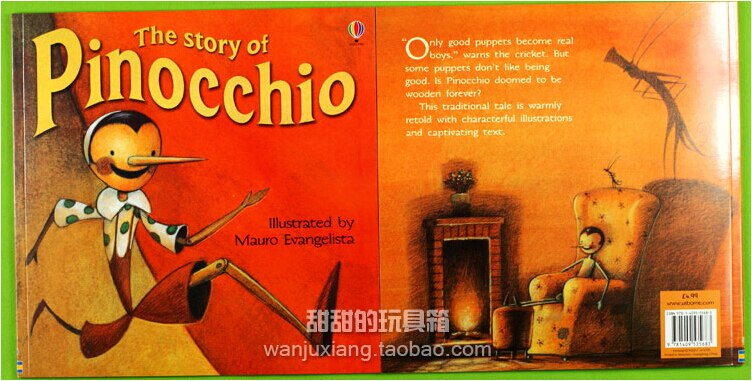 The story of
Pinocchio
Illustrated by
Mauro Evangelista
“Only good puppets become real
boys,” warns the cricket. But
some puppets don’t like being
good. Is Pinocchio doomed to be
wooden forever?
This traditional tale is warmly
retold with characterful illustrations
and captivating text.
£4.99
www.usborne.com
甜甜的玩具箱
wanjuxiang.taobao.com